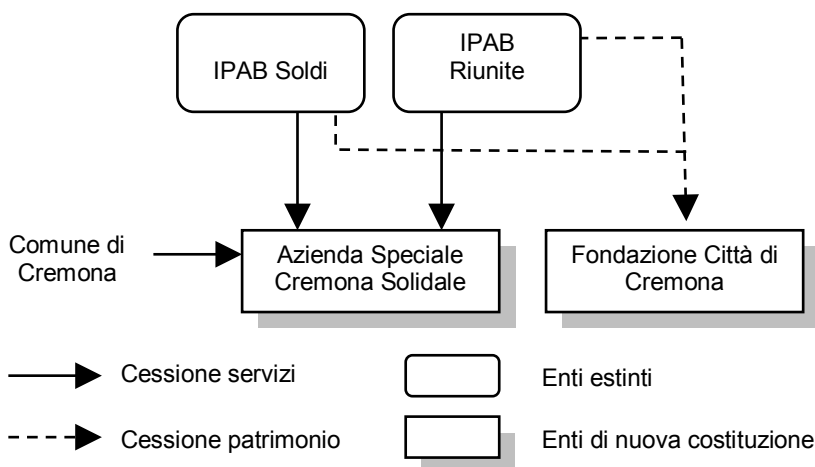 IPAB Soldi
IPAB
Riunite
Comune di
Cremona
Azienda Speciale
Cremona Solidale
Fondazione Città di
Cremona
Cessione servizi
Enti estinti
Cessione patrimonio
Enti di nuova costituzione